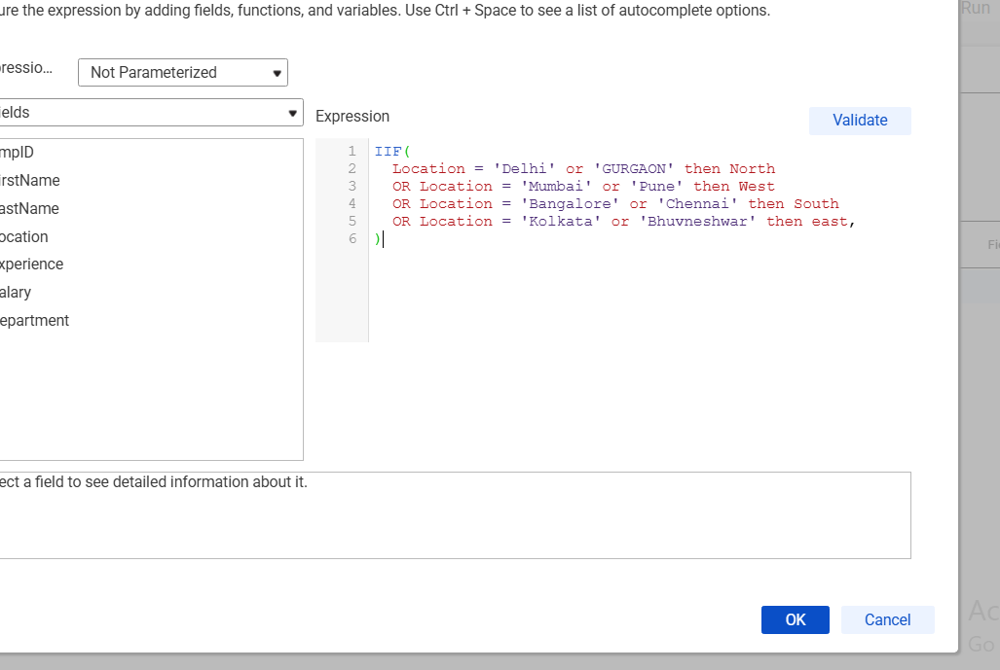 ure the expression by adding fields, functions, and variables. Use Ctrl + Space to see a list of autocomplete options.
Run
pressio...
Not Parameterized
ields
Expression
Validate
mpID
irstName
astName
ocation
xperience
alary
epartment
1 IIF(
2 Location = 'Delhi' or 'GURGAON' then North
3 OR Location = 'Mumbai' or 'Pune' then West
4 OR Location = 'Bangalore' or 'Chennai' then South
5 OR Location = 'Kolkata' or 'Bhuvneshwar' then east,
6 )
Fi
ect a field to see detailed information about it.
OK
Cancel
Ac
Go